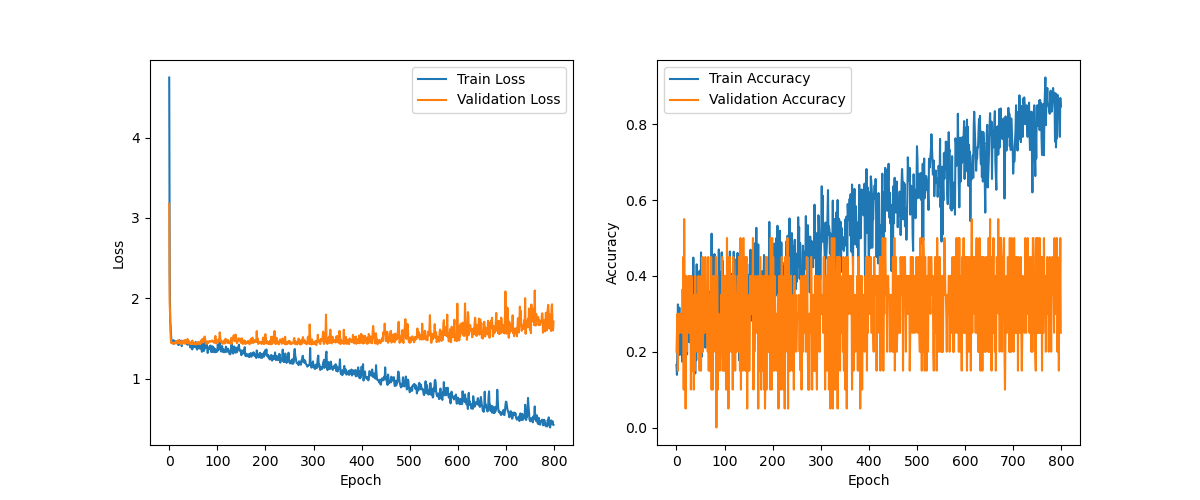 Train Loss
Validation Loss
4
3
2
1
Loss
0 100 200 300 400 500 600 700 800
Epoch
Train Accuracy
Validation Accuracy
0.8
0.6
0.4
0.2
0.0
Accuracy
0 100 200 300 400 500 600 700 800
Epoch